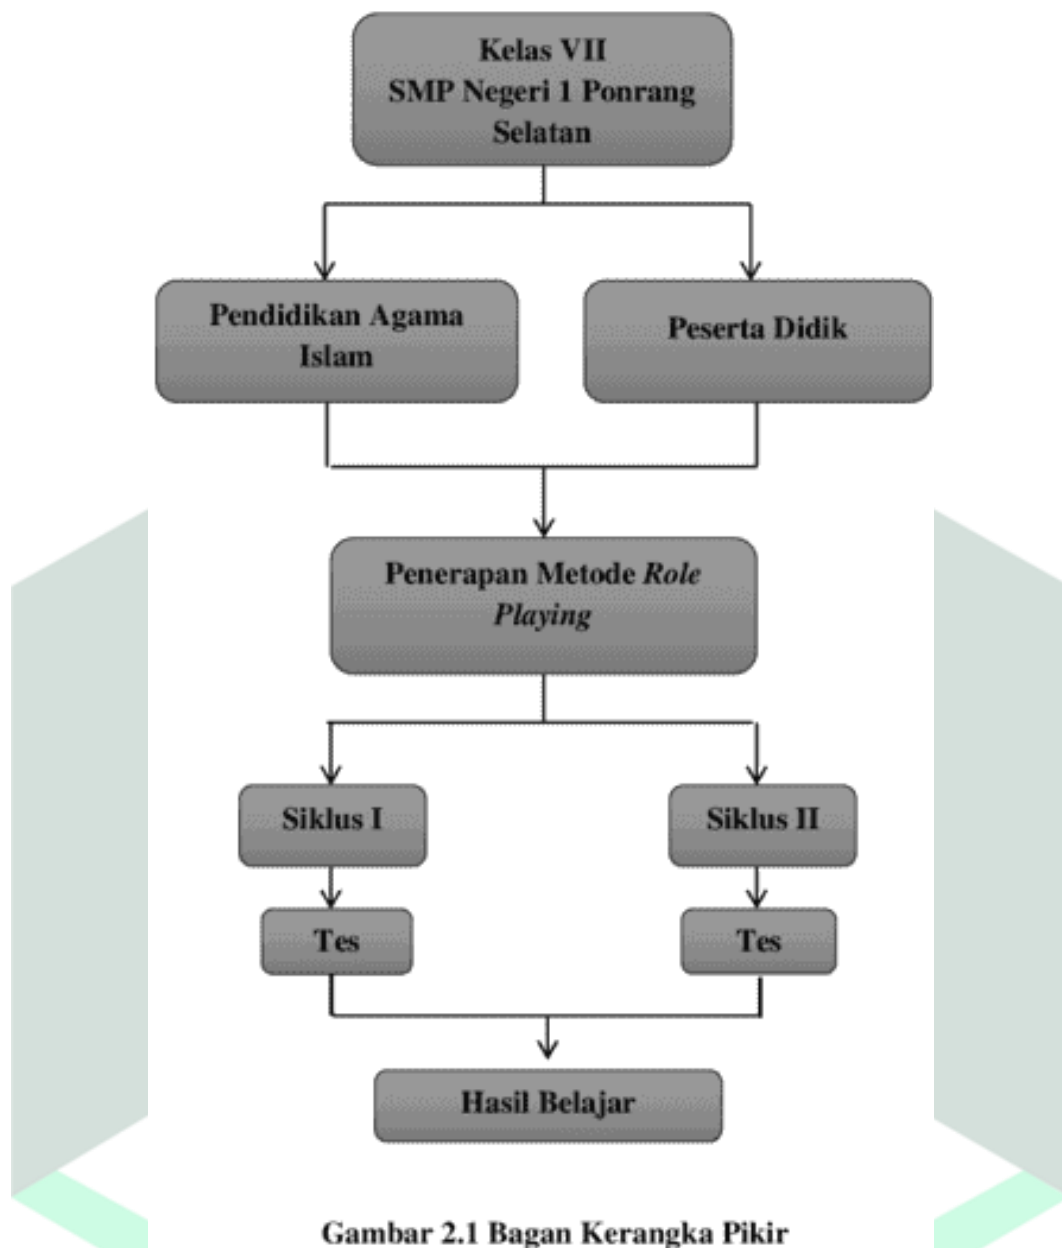 Kelas VII
SMP Negeri 1 Ponrang
Selatan
Pendidikan Agama
Islam
Peserta Didik
Penerapan Metode Role
Playing
Siklus I
Siklus II
Tes
Tes
Hasil Belajar
Gambar 2.1 Bagan Kerangka Pikir